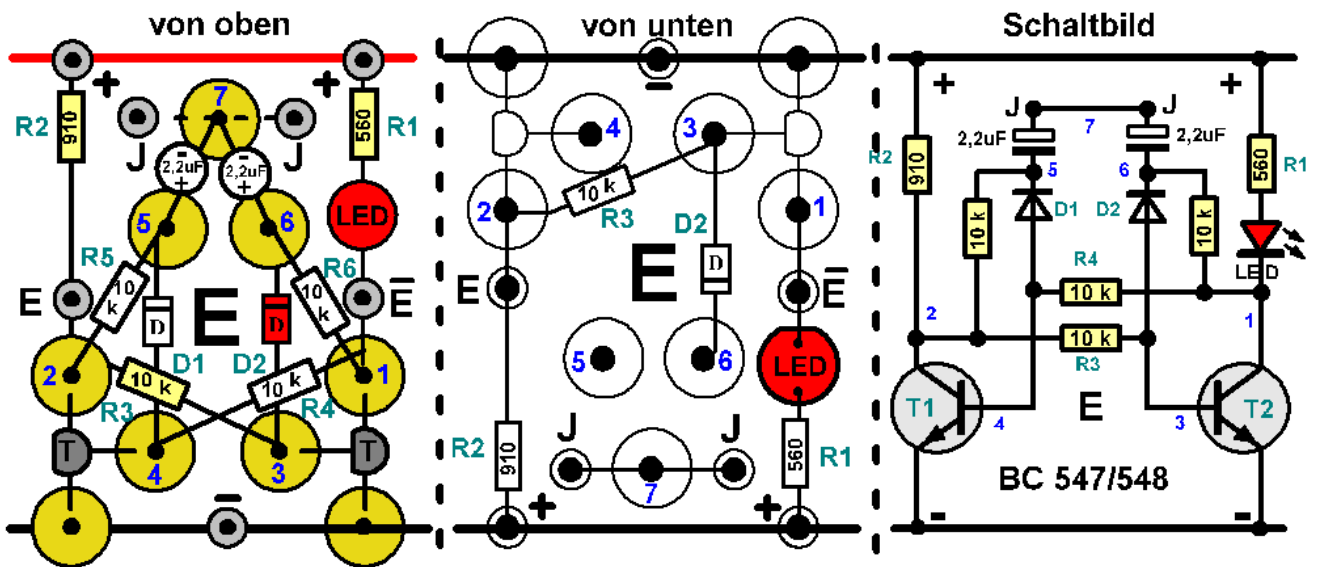 von oben
+ +
R2
910
7
J J
560
R1
- -
2,2uF 2,2uF
+ +
5 6
LED
R5
10 k
R6
10 k
E
E
E
D
D
D1 D2
2
1
10 k
10 k
R3
R4
T
4 3
T
-
von unten
-
4
3
2
10 k
R3
1
D2
E
E
D
E
5
6
LED
R2
910
J J
7
560
R1
+ +
Schaltbild
+ +
J J
2,2uF
7
2,2uF
R2
910
560
R1
5
6
10 k
D1
D2
10 k
LED
R4
10 k
2
10 k
1
R3
T1
4
E
3
T2
BC 547/548
- -